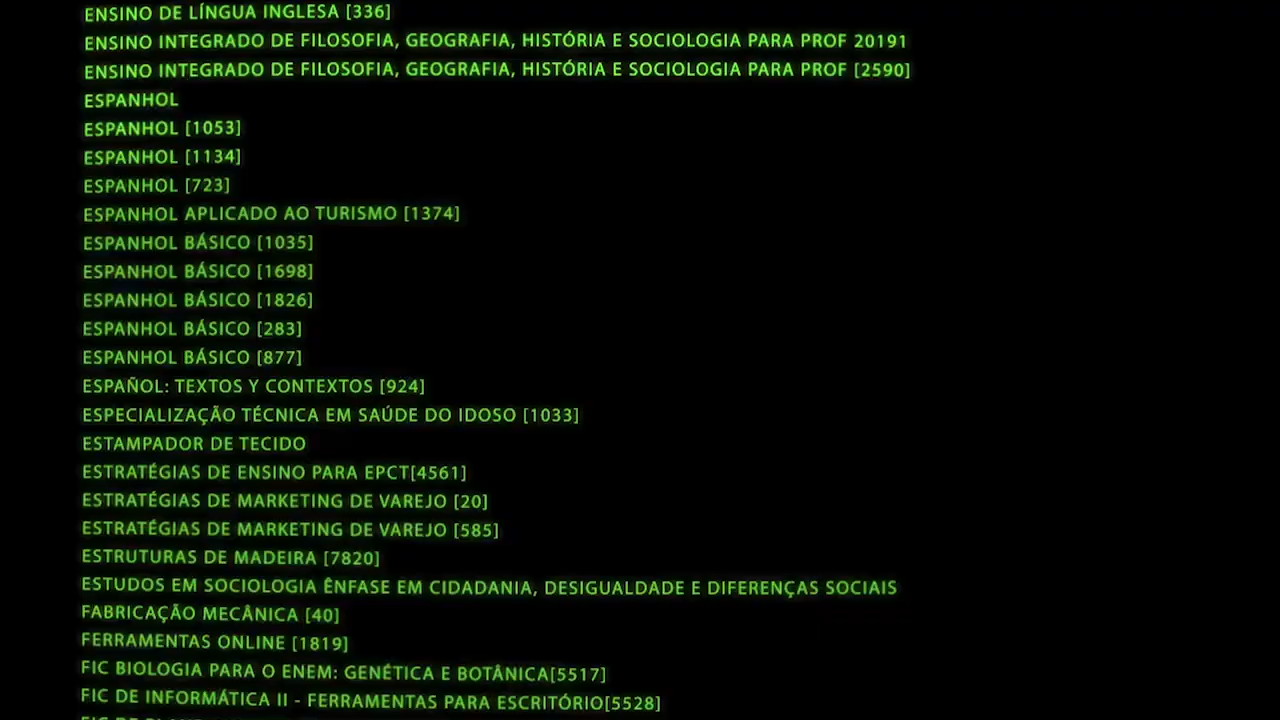 ENSINO DE LÍNGUA INGLESA [336]
ENSINO INTEGRADO DE FILOSOFIA, GEOGRAFIA, HISTÓRIA E SOCIOLOGIA PARA PROF 20191
ENSINO INTEGRADO DE FILOSOFIA, GEOGRAFIA, HISTÓRIA E SOCIOLOGIA PARA PROF [2590]
ESPANHOL
ESPANHOL [1053]
ESPANHOL [1134]
ESPANHOL [723]
ESPANHOL APLICADO AO TURISMO [1374]
ESPANHOL BÁSICO [1035]
ESPANHOL BÁSICO [1698]
ESPANHOL BÁSICO [1826]
ESPANHOL BÁSICO [283]
ESPANHOL BÁSICO [877]
ESPAÑOL: TEXTOS Y CONTEXTOS [924]
ESPECIALIZAÇÃO TÉCNICA EM SAÚDE DO IDOSO [1033]
ESTAMPADOR DE TECIDO
ESTRATÉGIAS DE ENSINO PARA EPCT[4561]
ESTRATÉGIAS DE MARKETING DE VAREJO [20]
ESTRATÉGIAS DE MARKETING DE VAREJO [585]
ESTRUTURAS DE MADEIRA [7820]
ESTUDOS EM SOCIOLOGIA ÊNFASE EM CIDADANIA, DESIGUALDADE E DIFERENÇAS SOCIAIS
FABRICAÇÃO MECÂNICA [40]
FERRAMENTAS ONLINE [1819]
FIC BIOLOGIA PARA O ENEM: GENÉTICA E BOTÂNICA[5517]
FIC DE INFORMÁTICA II - FERRAMENTAS PARA ESCRITÓRIO[5528]